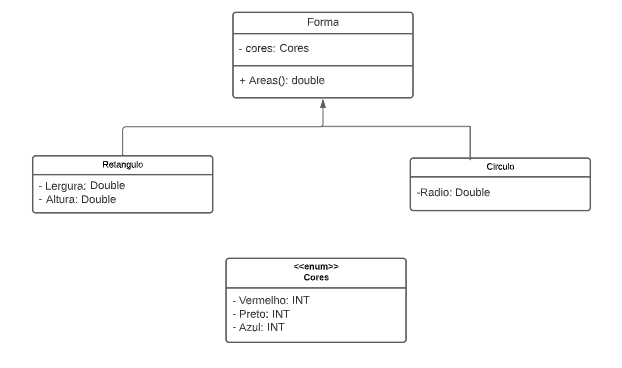 Forma
- cores: Cores
+ Areas(): double
Retangulo
- Lergura: Double
- Altura: Double
Circulo
-Radio: Double
<<enum>>
Cores
- Vermelho: INT
- Preto: INT
- Azul: INT